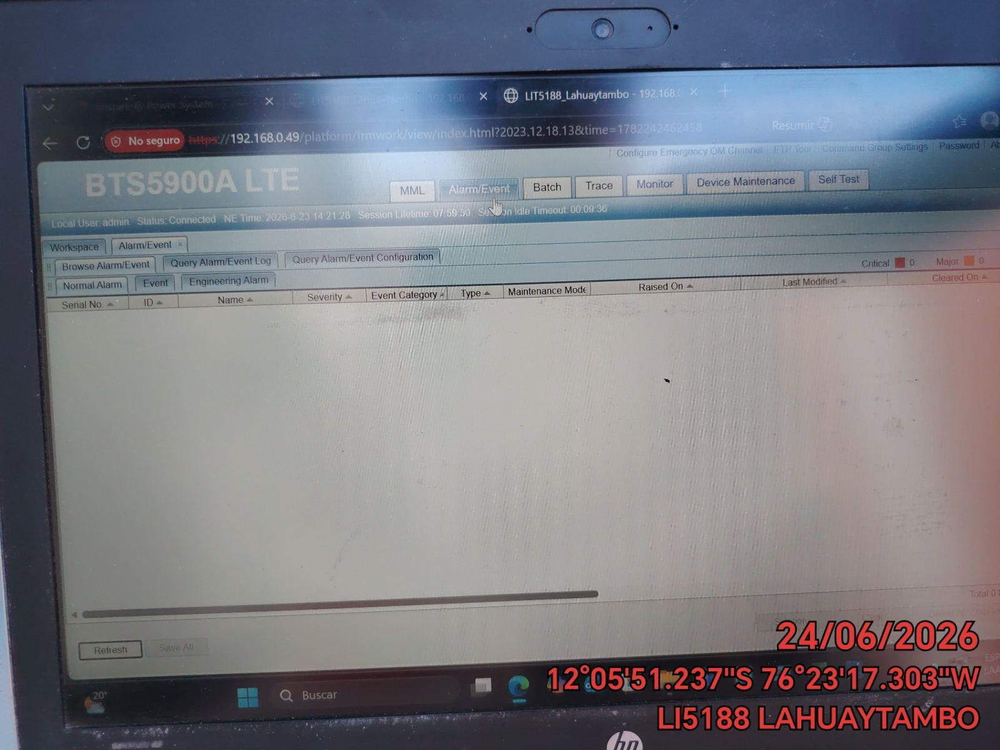 Power System
LIT5188_Lahuaytambo - 192.168.0
No seguro https://192.168.0.49/platform/frmwork/view/index.html?2023.12.18.13&time=1782242462458 Resumir
Configure Emergency OM Channel FTP Tool Command Group Settings Password Ab
BTS5900A LTE
MML Alarm/Event Batch Trace Monitor Device Maintenance Self Test
Local User: admin Status: Connected NE Time: 2026-6-23 14:21:28 Session Lifetime: 07:59:30 Session Idle Timeout: 00:09:36
Workspace Alarm/Event
Browse Alarm/Event Query Alarm/Event Log Query Alarm/Event Configuration
Critical 0 Major 0
Normal Alarm Event Engineering Alarm
Serial No. ID Name Severity Event Category Type Maintenance Mode Raised On Last Modified Cleared On
Total 0
Refresh Save All
24/06/2026
12°05'51.237"S 76°23'17.303"W
LI5188 LAHUAYTAMBO
20°
Buscar
hp